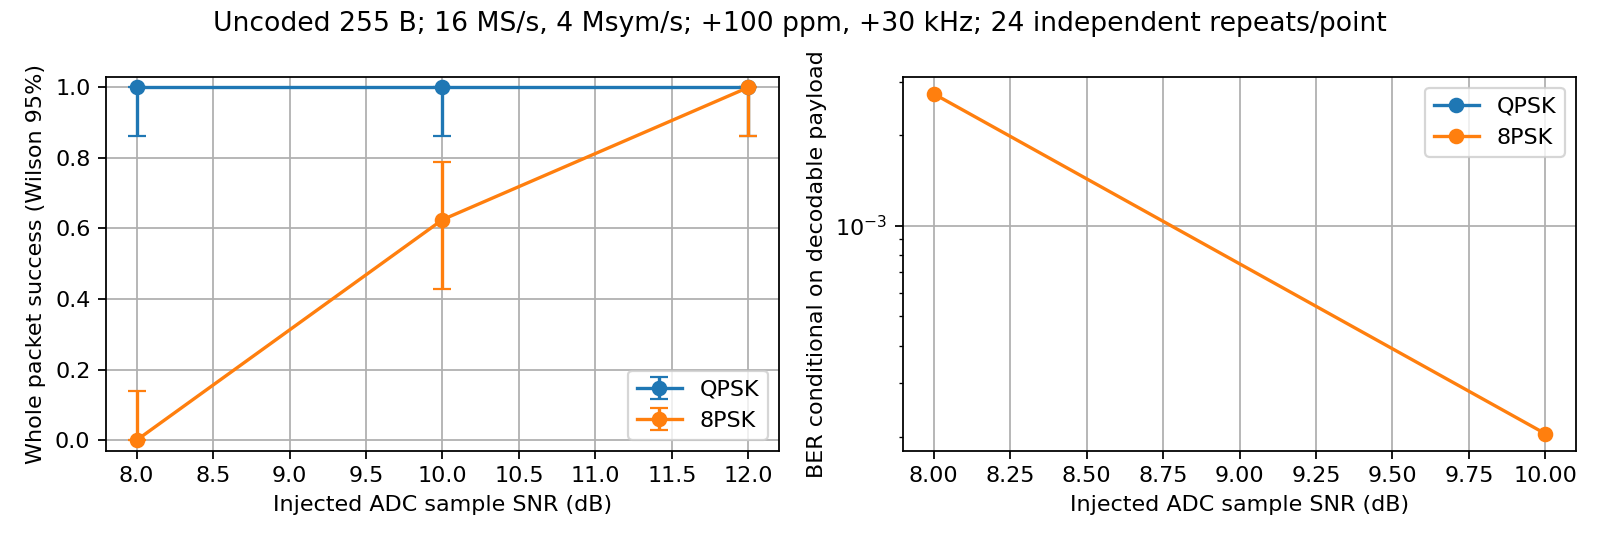 Uncoded 255 B; 16 MS/s, 4 Msym/s; +100 ppm, +30 kHz; 24 independent repeats/point
Whole packet success (Wilson 95%)
1.0
0.8
0.6
0.4
0.2
0.0
QPSK
8PSK
8.0 8.5 9.0 9.5 10.0 10.5 11.0 11.5 12.0
Injected ADC sample SNR (dB)
BER conditional on decodable payload
10⁻³
QPSK
8PSK
8.00 8.25 8.50 8.75 9.00 9.25 9.50 9.75 10.00
Injected ADC sample SNR (dB)